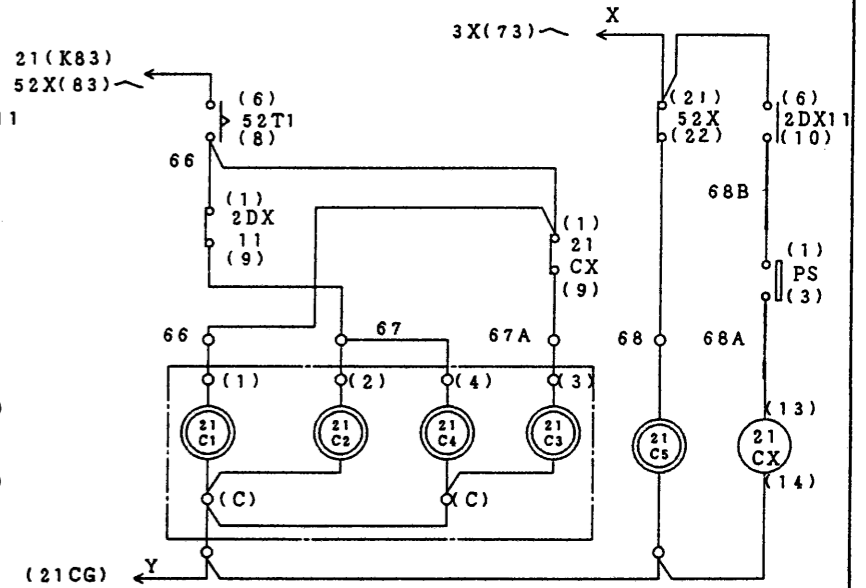 X
3X(73)
21(K83)
52X(83)
11
(6)
52T1
(8)
(21)
52X
(22)
(6)
2DX11
(10)
66
68B
(1)
2DX
11
(9)
(1)
21
CX
(9)
(1)
PS
(3)
66
67
67A
68
68A
(1)
(2)
(4)
(3)
(13)
21
C1
21
C2
21
C4
21
C3
21
C5
21
CX
(14)
(C)
(C)
)
)
(21CG)
Y